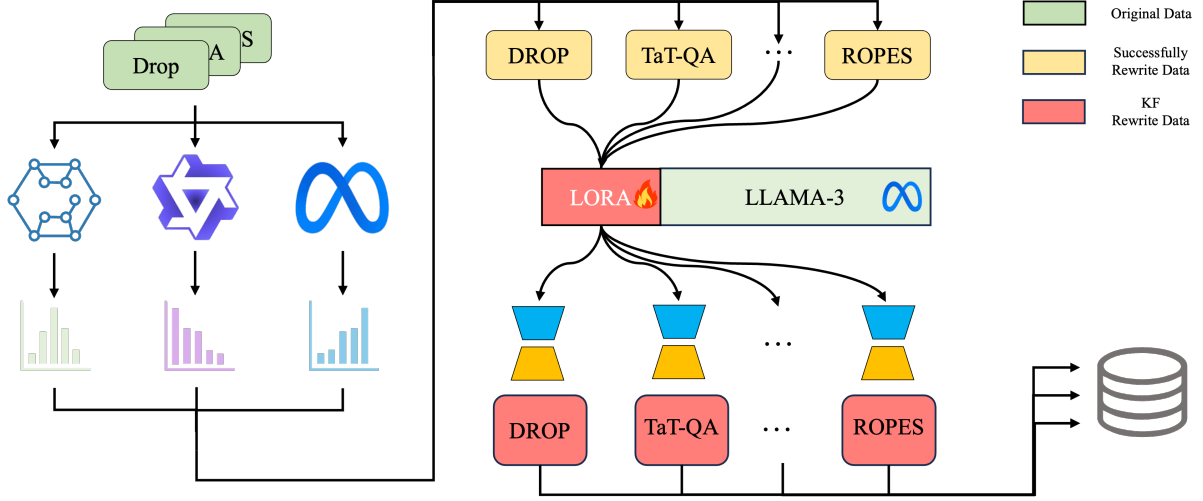 S
A
Drop
DROP
TaT-QA
...
ROPES
Original Data
Successfully
Rewrite Data
KF
Rewrite Data
LORA
LLAMA-3
...
DROP
TaT-QA
...
ROPES